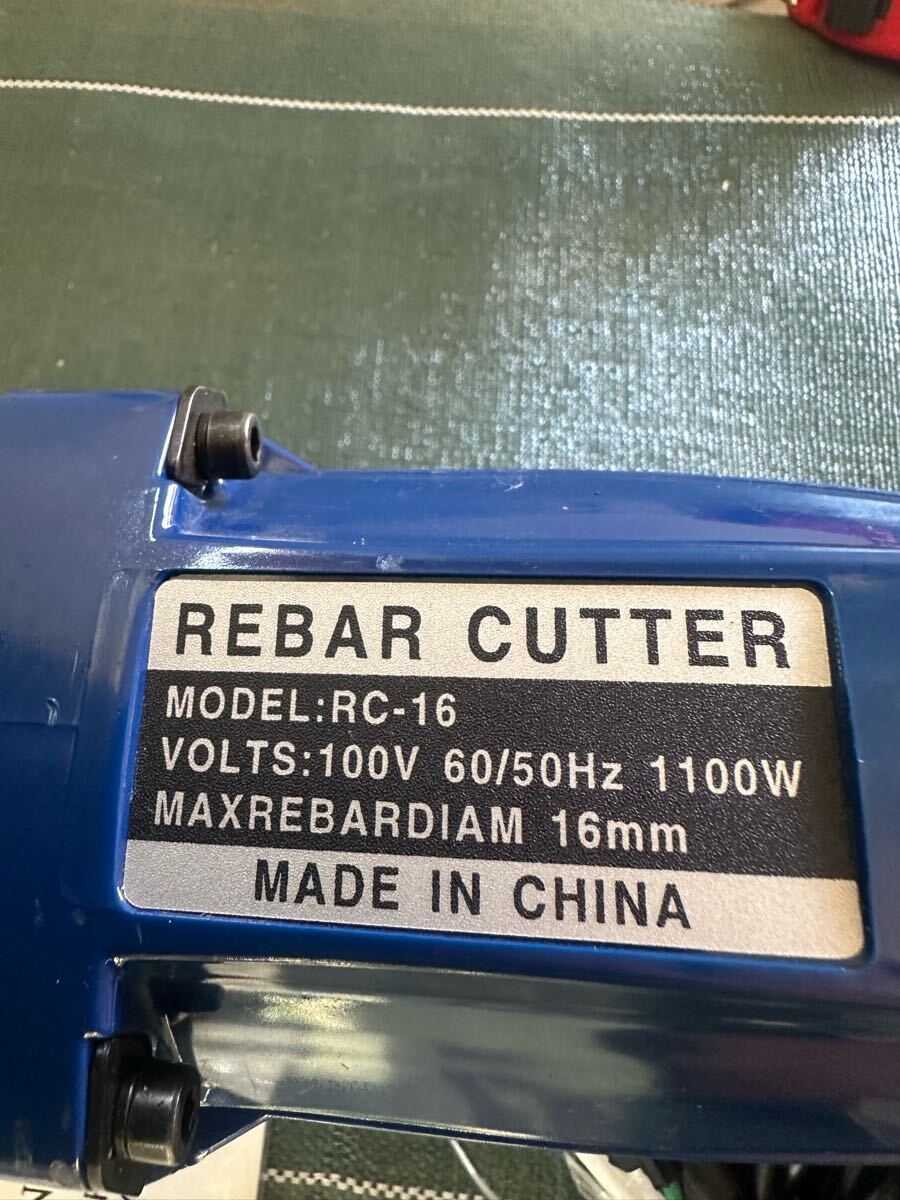 REBAR CUTTER
MODEL:RC-16
VOLTS:100V 60/50Hz 1100W
MAXREBARDIAM 16mm
MADE IN CHINA